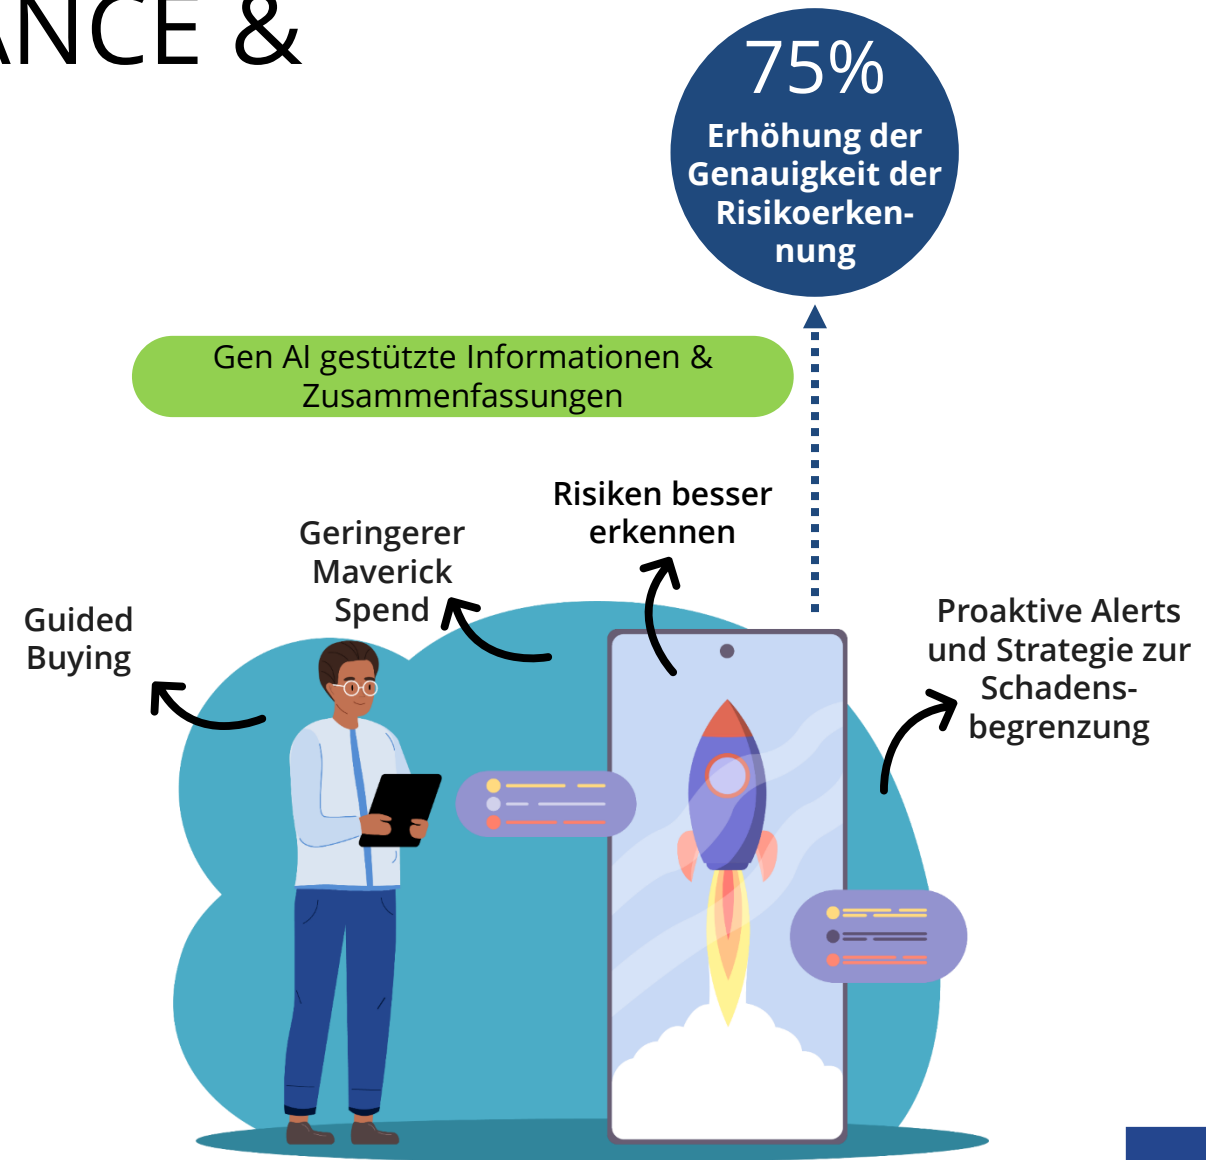 ANCE &
75%
Erhöhung der
Genauigkeit der
Risikoerken-
nung
Gen AI gestützte Informationen &
Zusammenfassungen
Risiken besser
erkennen
Geringerer
Maverick
Spend
Guided
Buying
Proaktive Alerts
und Strategie zur
Schadens-
begrenzung